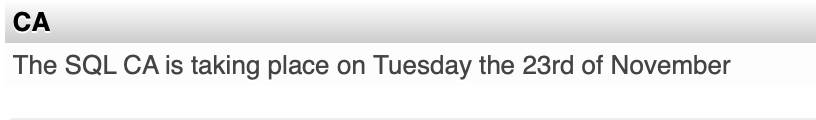 CA
The SQL CA is taking place on Tuesday the 23rd of November